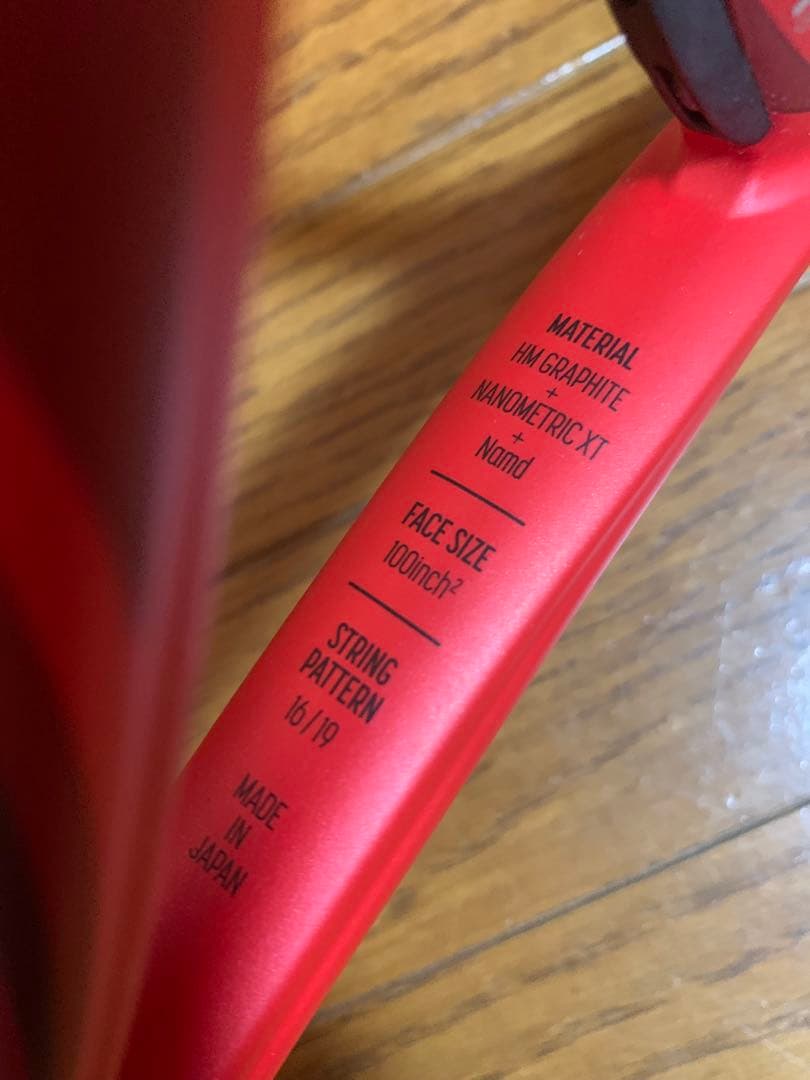 MATERIAL
HM GRAPHITE
+
NANOMETRIC XT
+
Namd
FACE SIZE
100inch²
STRING
PATTERN
16/19
MADE
IN
JAPAN